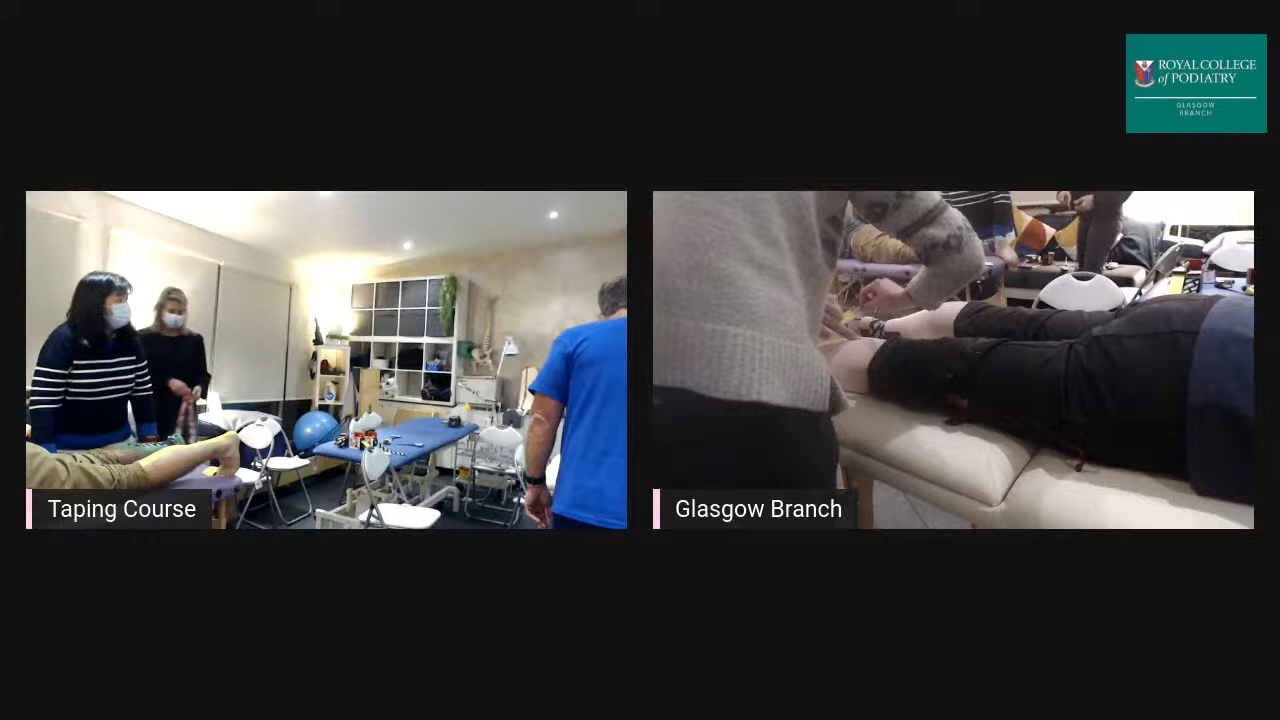 ROYAL COLLEGE
of PODIATRY
GLASGOW
BRANCH
Taping Course
Glasgow Branch